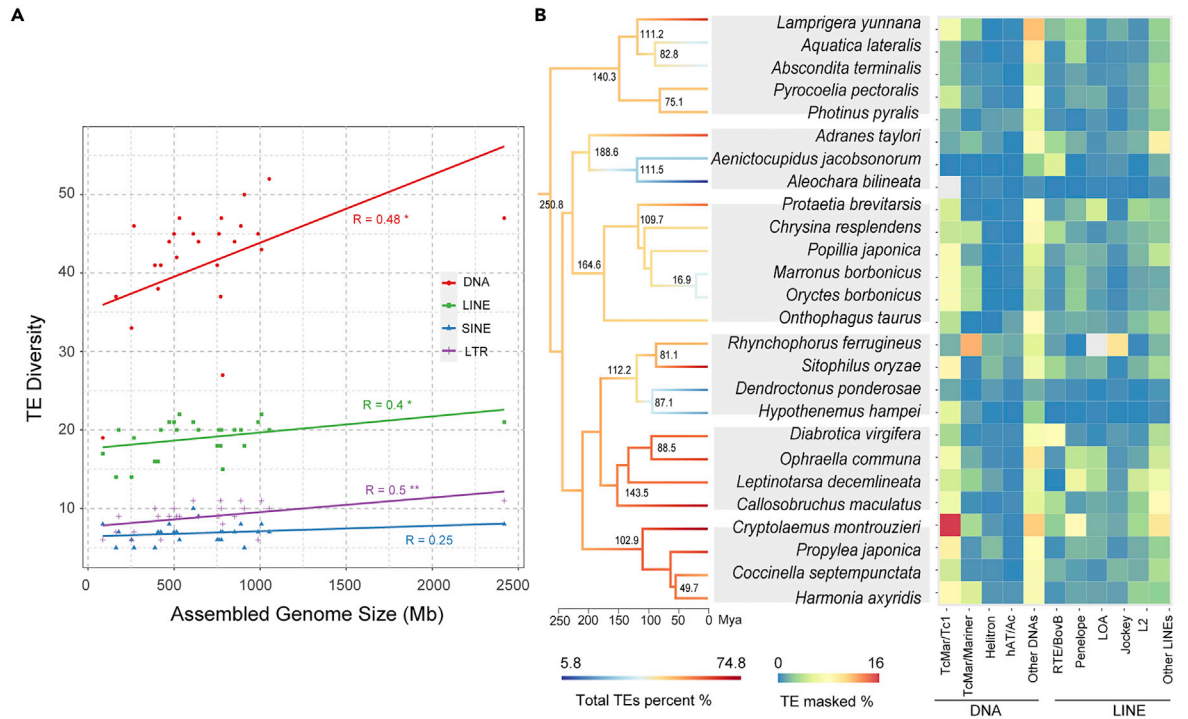 A
TE Diversity
50
40
30
20
10
R = 0.48 *
R = 0.4 *
R = 0.5 **
R = 0.25
DNA
LINE
SINE
LTR
0
500
1000
1500
2000
2500
Assembled Genome Size (Mb)
B
111.2
82.8
140.3
75.1
188.6
111.5
250.8
109.7
164.6
16.9
81.1
112.2
87.1
88.5
143.5
102.9
49.7
Lamprigera yunnana
Aquatica lateralis
Abscondita terminalis
Pyrocoelia pectoralis
Photinus pyralis
Adranes taylori
Aenictocupidus jacobsonorum
Aleochara bilineata
Protaetia brevitarsis
Chrysina resplendens
Popillia japonica
Marronus borbonicus
Oryctes borbonicus
Onthophagus taurus
Rhynchophorus ferrugineus
Sitophilus oryzae
Dendroctonus ponderosae
Hypothenemus hampei
Diabrotica virgifera
Ophraella communa
Leptinotarsa decemlineata
Callosobruchus maculatus
Cryptolaemus montrouzieri
Propylea japonica
Coccinella septempunctata
Harmonia axyridis
250 200 150 100 50 0 Mya
TcMar/Tc1
TcMar/Mariner
Helitron
hAT/Ac
Other DNAs
RTE/BovB
Penelope
LOA
Jockey
L2
Other LINEs
DNA
LINE
5.8 74.8
Total TEs percent %
0 16
TE masked %